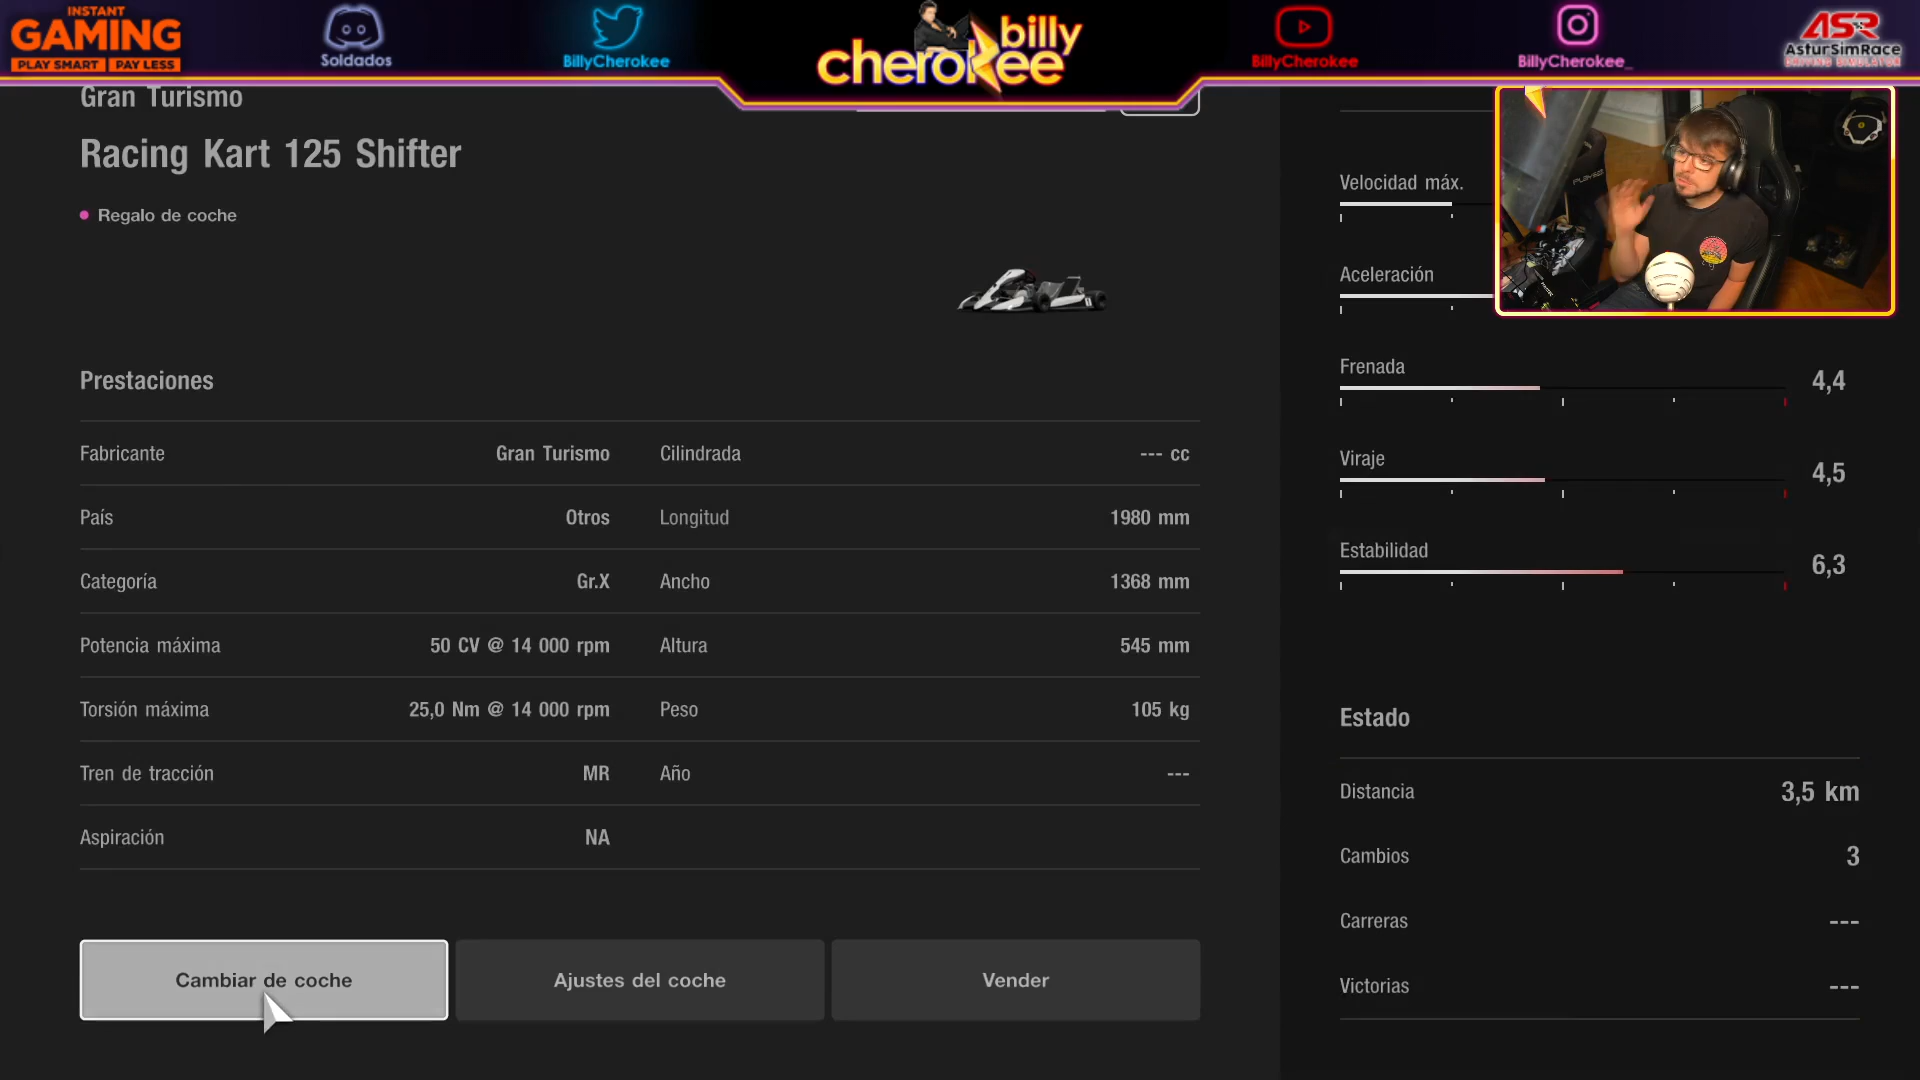 INSTANT
GAMING
PLAY SMART PAY LESS
Soldados
BillyCherokee
billy
cherokee
BillyCherokee
BillyCherokee_
ASR
AsturSimRace
DRIVING SIMULATOR
Gran Turismo
Racing Kart 125 Shifter
Regalo de coche
Prestaciones
Fabricante Gran Turismo Cilindrada --- cc
País Otros Longitud 1980 mm
Categoría Gr.X Ancho 1368 mm
Potencia máxima 50 CV @ 14 000 rpm Altura 545 mm
Torsión máxima 25,0 Nm @ 14 000 rpm Peso 105 kg
Tren de tracción MR Año ---
Aspiración NA
Cambiar de coche Ajustes del coche Vender
Velocidad máx.
Aceleración
Frenada 4,4
Viraje 4,5
Estabilidad 6,3
Estado
Distancia 3,5 km
Cambios 3
Carreras ---
Victorias ---